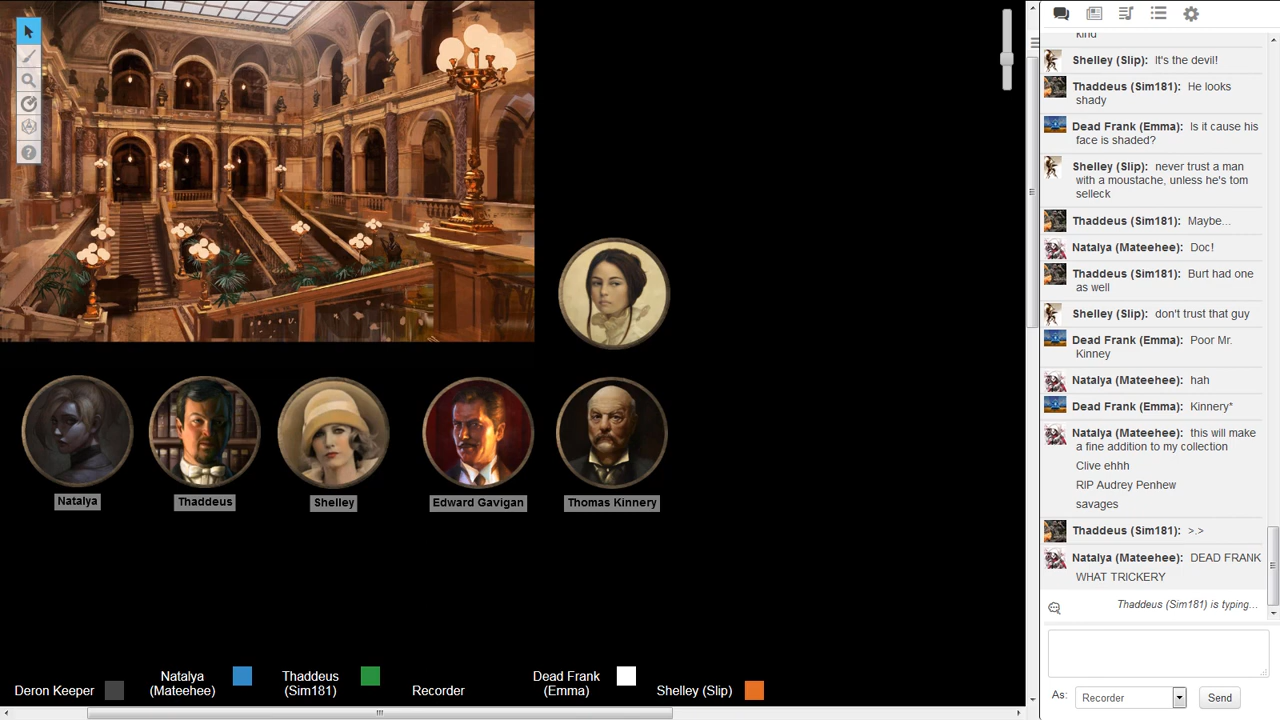 Natalya
Thaddeus
Shelley
Edward Gavigan
Thomas Kinnery
Deron Keeper
Natalya
(Mateehee)
Thaddeus
(Sim181)
Recorder
Dead Frank
(Emma)
Shelley (Slip)
Shelley (Slip): It's the devil!
Thaddeus (Sim181): He looks
shady
Dead Frank (Emma): Is it cause his
face is shaded?
Shelley (Slip): never trust a man
with a moustache, unless he's tom
selleck
Thaddeus (Sim181): Maybe...
Natalya (Mateehee): Doc!
Thaddeus (Sim181): Burt had one
as well
Shelley (Slip): don't trust that guy
Dead Frank (Emma): Poor Mr.
Kinney
Natalya (Mateehee): hah
Dead Frank (Emma): Kinnery*
Natalya (Mateehee): this will make
a fine addition to my collection
Clive ehhh
RIP Audrey Penhew
savages
Thaddeus (Sim181): >.>
Natalya (Mateehee): DEAD FRANK
WHAT TRICKERY
Thaddeus (Sim181) is typing...
As: Recorder Send